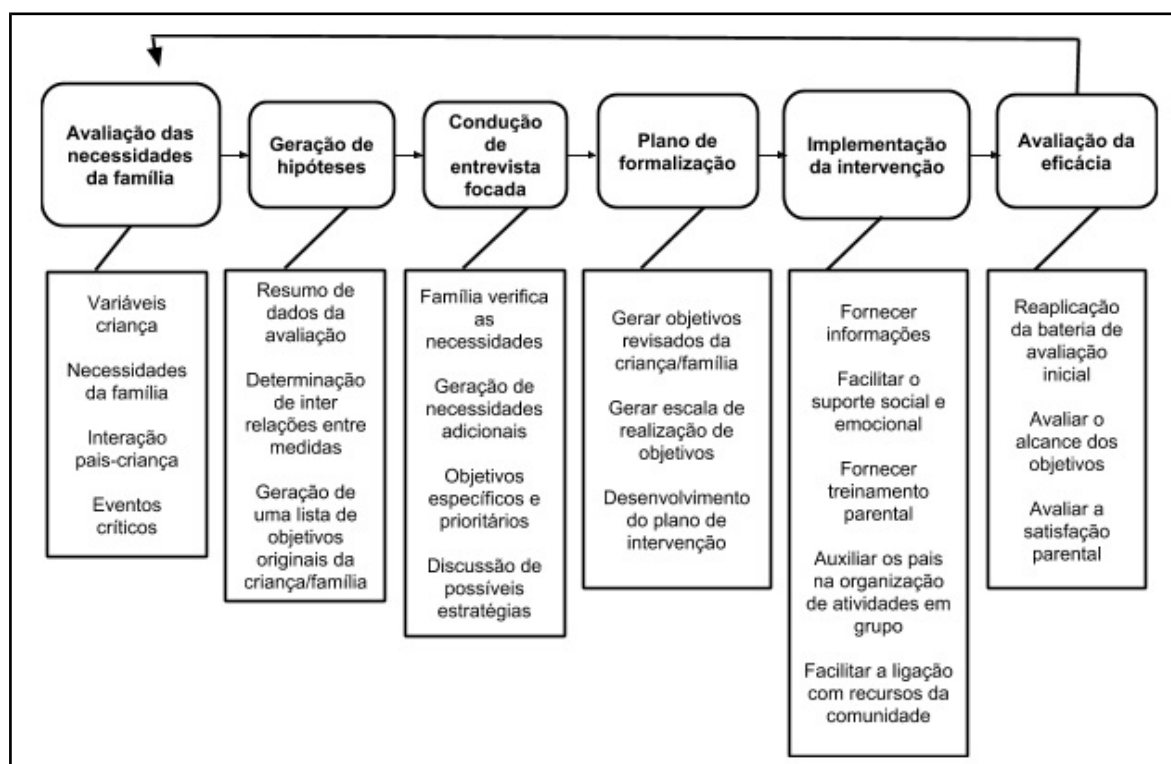 Avaliação das
necessidades
da família
Geração de
hipóteses
Condução
de
entrevista
focada
Plano de
formalização
Implementação
da intervenção
Avaliação da
eficácia
Variáveis
criança
Necessidades
da família
Interação
pais-criança
Eventos
críticos
Resumo de
dados da
avaliação
Determinação
de inter
relações entre
medidas
Geração de
uma lista de
objetivos
originais da
criança/família
Família verifica
as
necessidades
Geração de
necessidades
adicionais
Objetivos
específicos e
prioritários
Discussão de
possíveis
estratégias
Gerar objetivos
revisados da
criança/família
Gerar escala de
realização de
objetivos
Desenvolvimento
do plano de
intervenção
Fornecer
informações
Facilitar o
suporte social e
emocional
Fornecer
treinamento
parental
Auxiliar os pais
na organização
de atividades em
grupo
Facilitar a ligação
com recursos da
comunidade
Reaplicação
da bateria de
avaliação
inicial
Avaliar o
alcance dos
objetivos
Avaliar a
satisfação
parental